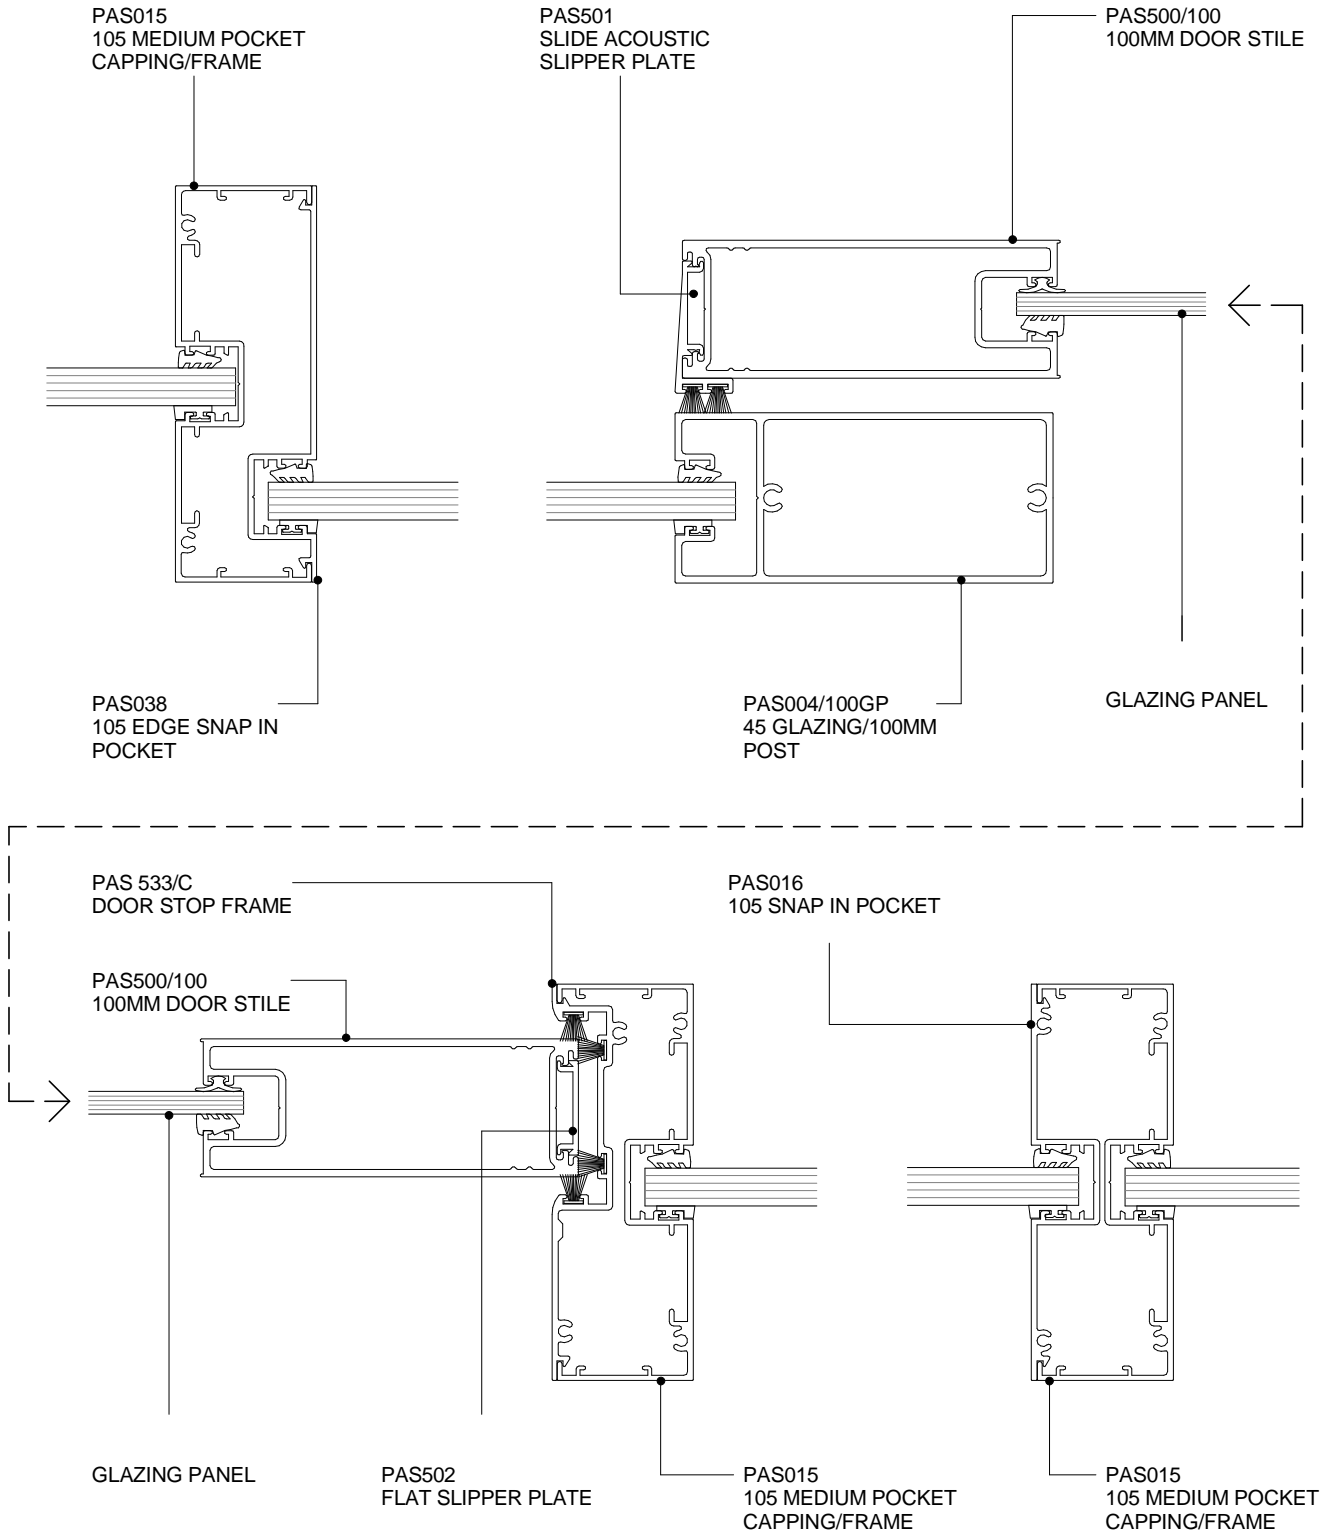 PAS015
105 MEDIUM POCKET
CAPPING/FRAME
PAS501
SLIDE ACOUSTIC
SLIPPER PLATE
PAS500/100
100MM DOOR STILE
PAS038
105 EDGE SNAP IN
POCKET
PAS004/100GP
45 GLAZING/100MM
POST
GLAZING PANEL
PAS 533/C
DOOR STOP FRAME
PAS016
105 SNAP IN POCKET
PAS500/100
100MM DOOR STILE
GLAZING PANEL
PAS502
FLAT SLIPPER PLATE
PAS015
105 MEDIUM POCKET
CAPPING/FRAME
PAS015
105 MEDIUM POCKET
CAPPING/FRAME